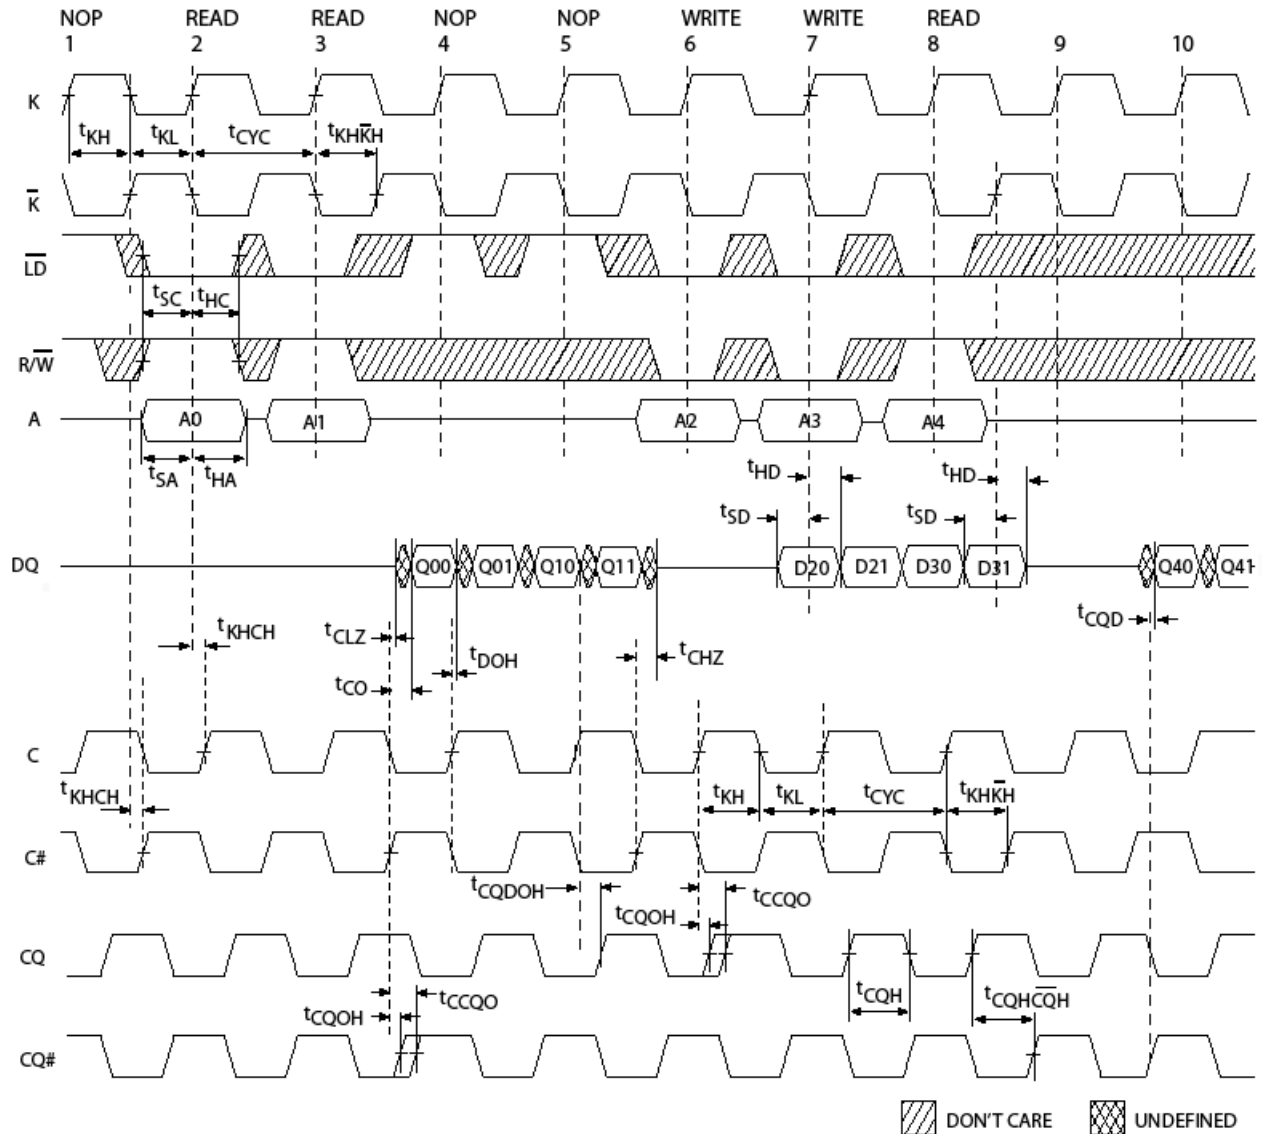 NOP READ READ NOP NOP WRITE WRITE READ
1 2 3 4 5 6 7 8 9 10
K
tKH tKL tCYC tKHK̅H
K̅
L̅D̅
tSC tHC
R/W̅
A A0 A1 A2 A3 A4
tSA tHA tHD tHD
tSD tSD
DQ Q00 Q01 Q10 Q11 D20 D21 D30 D31 Q40 Q41
tCQD
tKHCH tCLZ tDOH tCHZ
tCO
C
tKHCH tKH tKL tCYC tKHK̅H
C#
tCQDOH tCCQO
tCQOH
CQ
tCQOH tCCQO tCQH tCQHC̅Q̅H
CQ#
DON'T CARE UNDEFINED